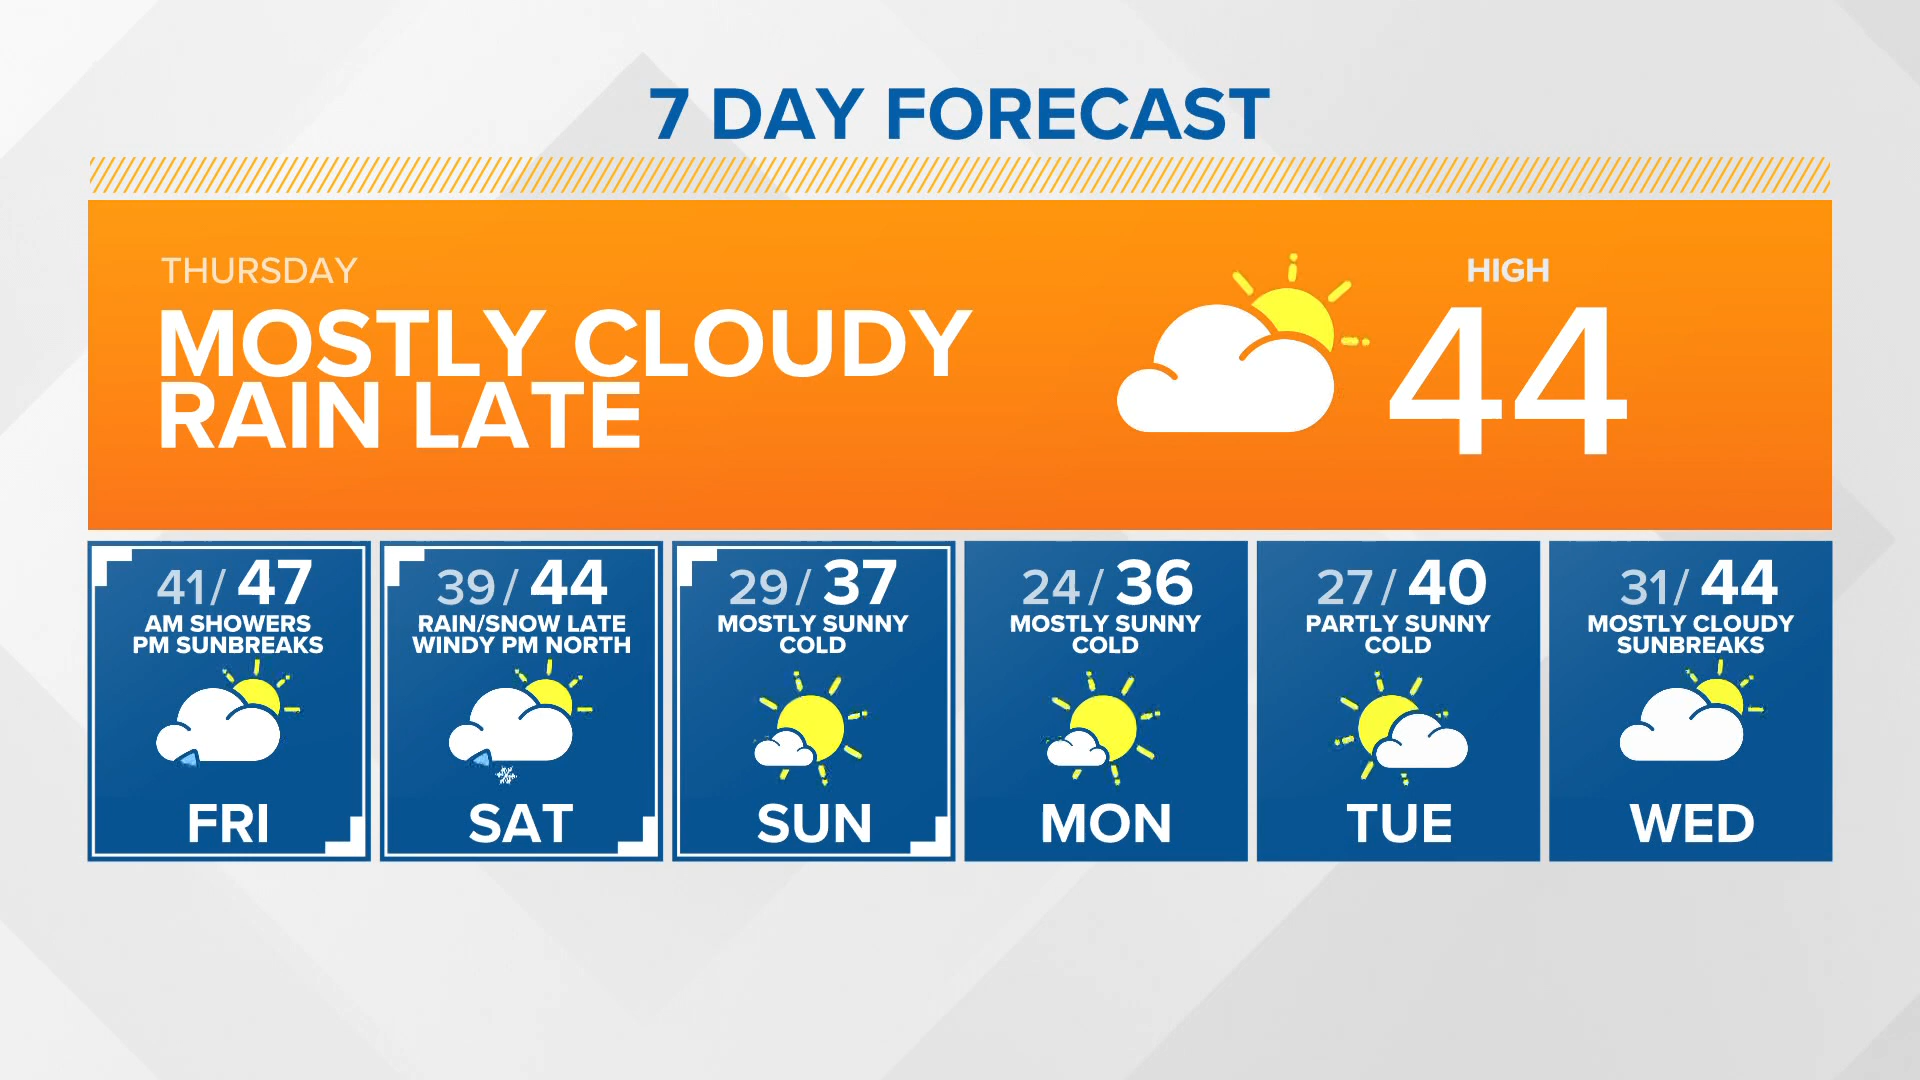 7 DAY FORECAST
THURSDAY
MOSTLY CLOUDY
RAIN LATE
HIGH
44
41/ 47
AM SHOWERS
PM SUNBREAKS
FRI
39/ 44
RAIN/SNOW LATE
WINDY PM NORTH
SAT
29/ 37
MOSTLY SUNNY
COLD
SUN
24/ 36
MOSTLY SUNNY
COLD
MON
27/ 40
PARTLY SUNNY
COLD
TUE
31/ 44
MOSTLY CLOUDY
SUNBREAKS
WED